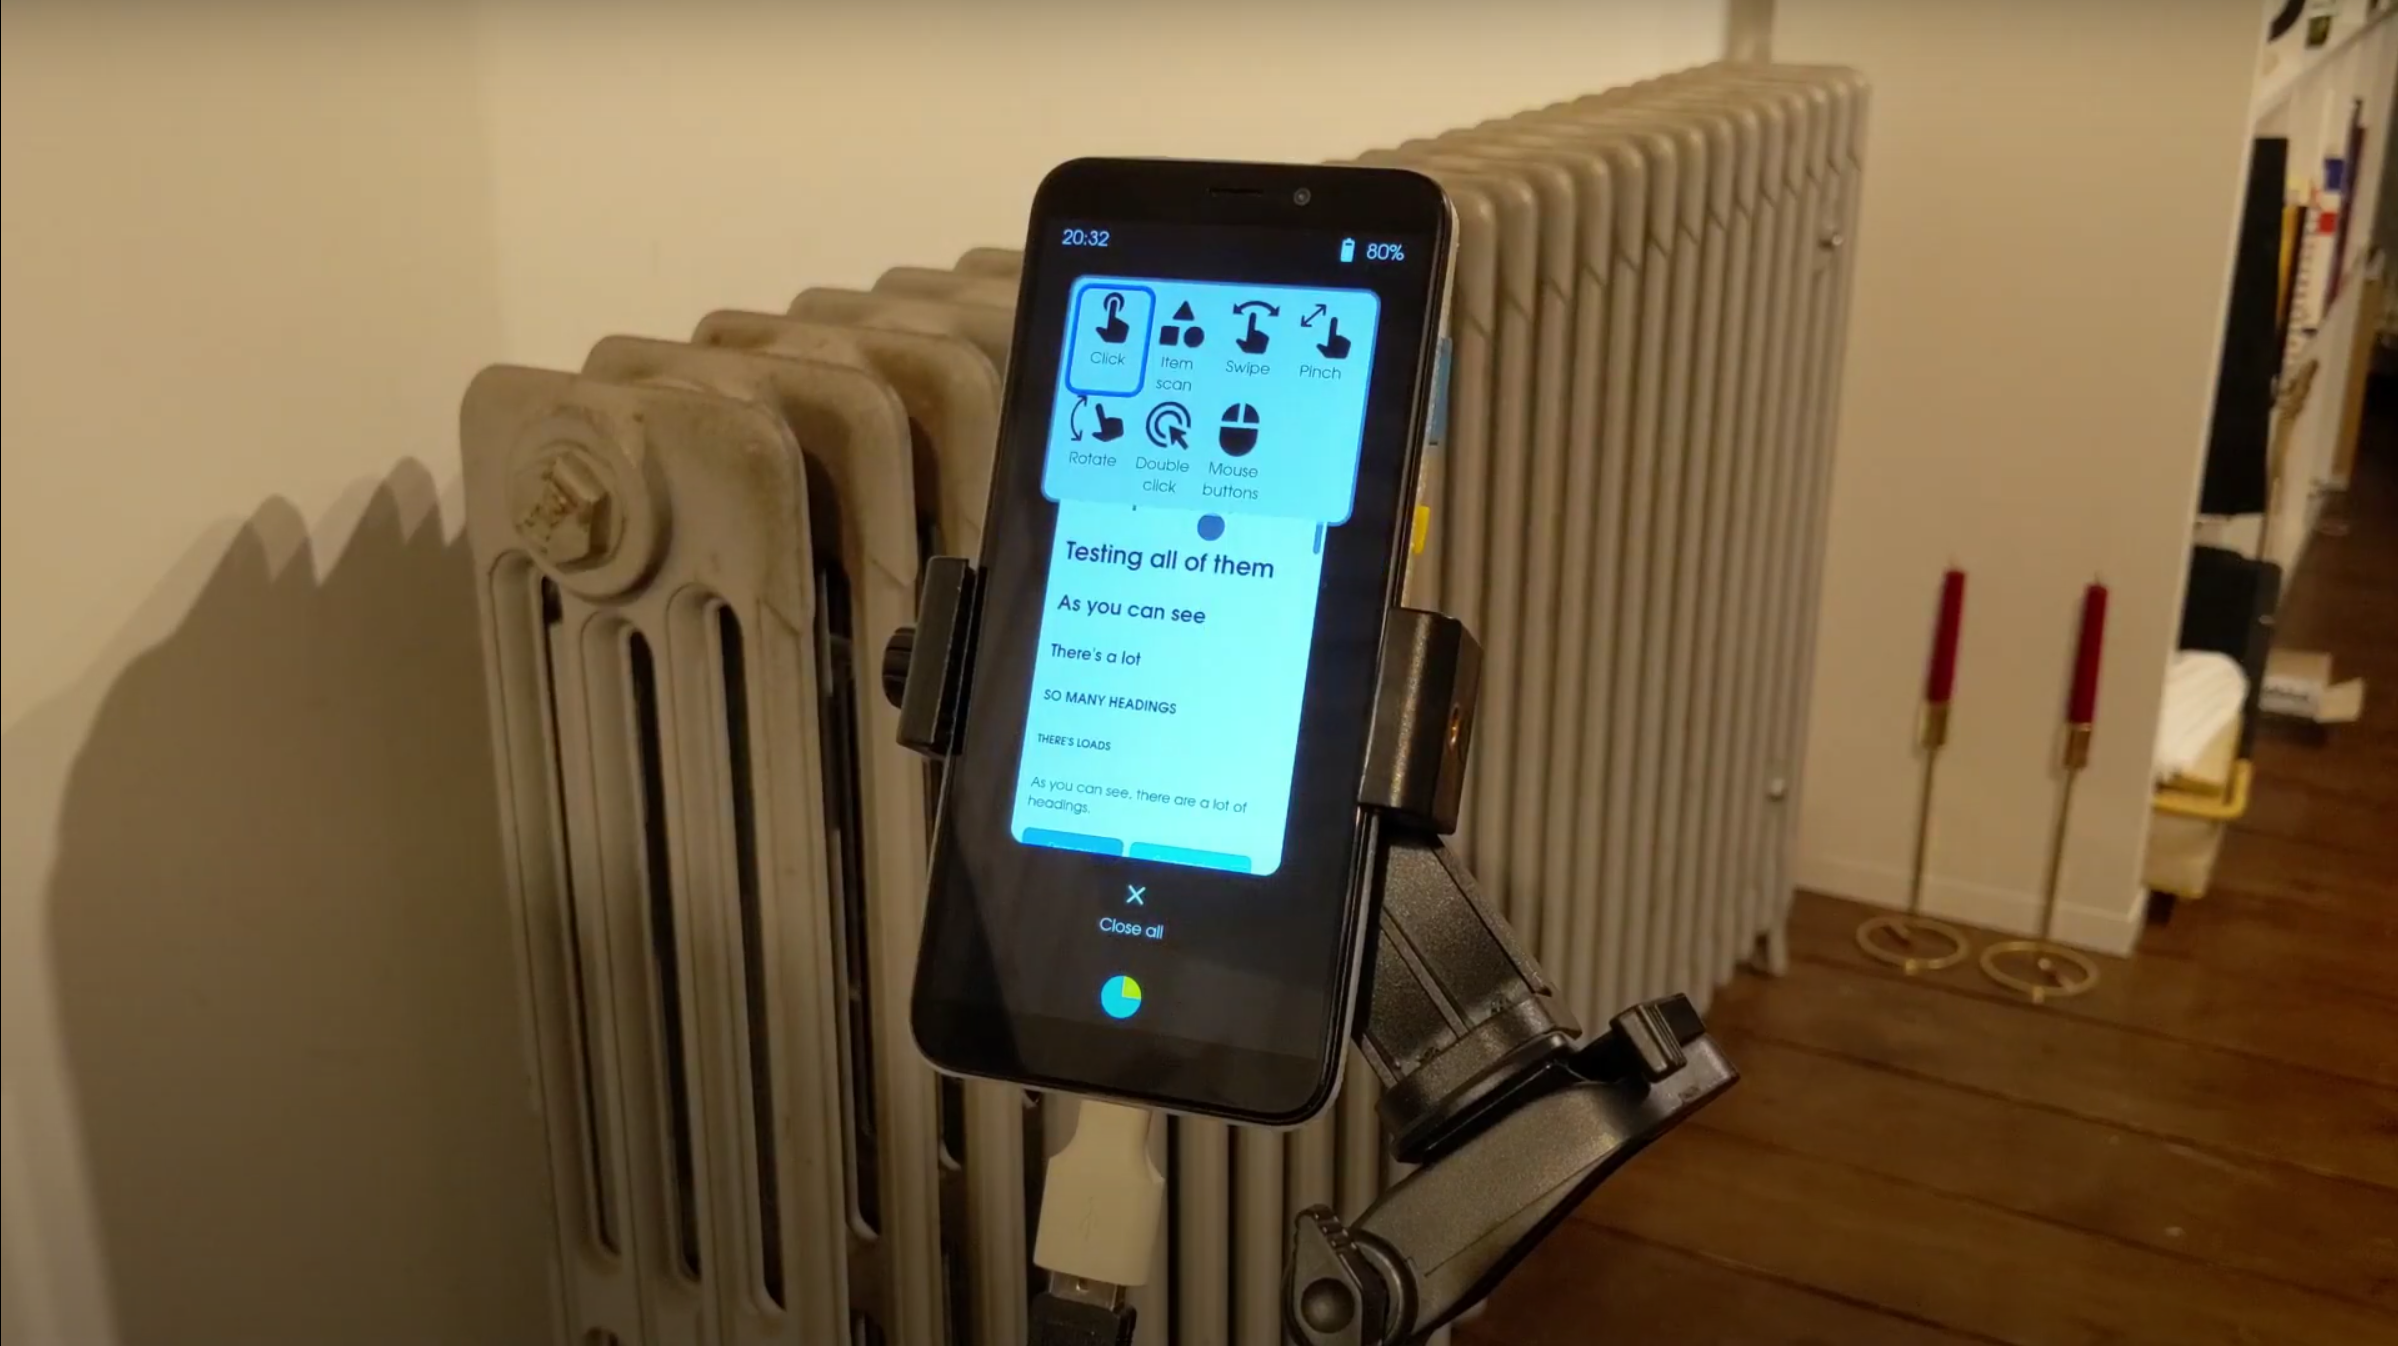 20:32
80%
Click
Item scan
Swipe
Pinch
Rotate
Double click
Mouse buttons
Testing all of them
As you can see
There's a lot
SO MANY HEADINGS
THERE'S LOADS
As you can see, there are a lot of
headings.
Close all